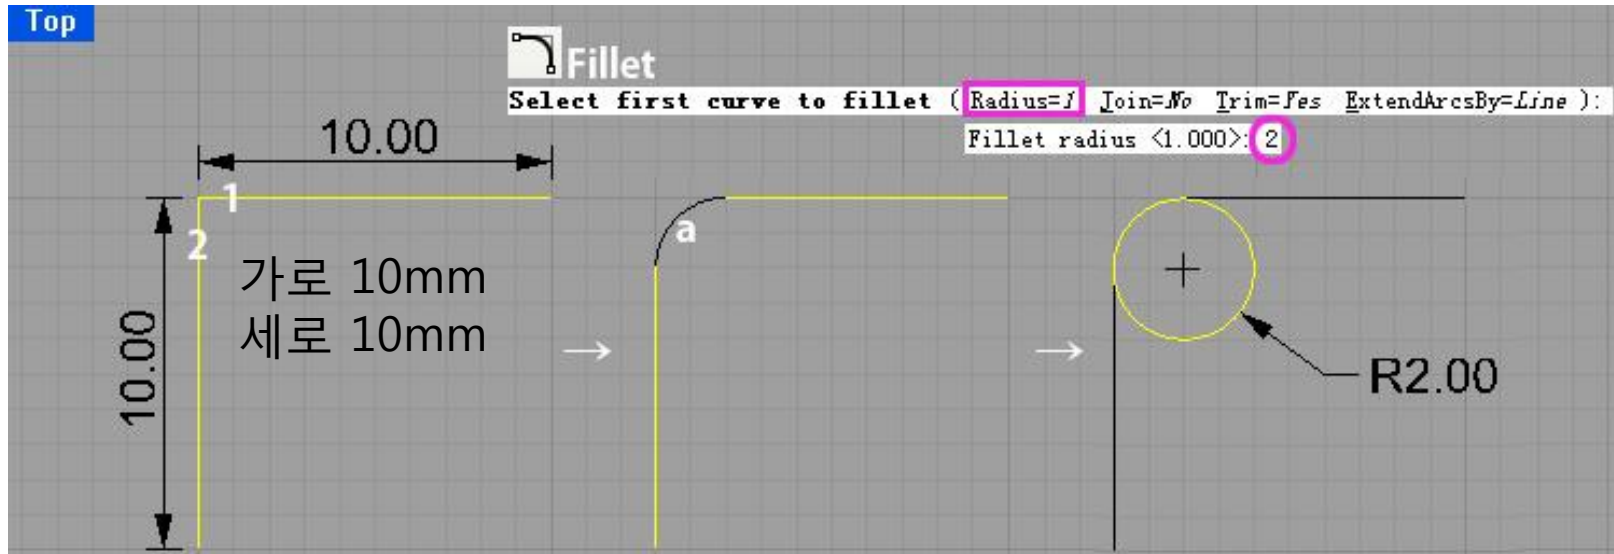 Top
Fillet
Select first curve to fillet ( Radius=1 Join=No Trim=Yes ExtendArcsBy=Line ):
Fillet radius <1.000>: 2
10.00
1
2
가로 10mm
세로 10mm
10.00
→
a
→
R2.00